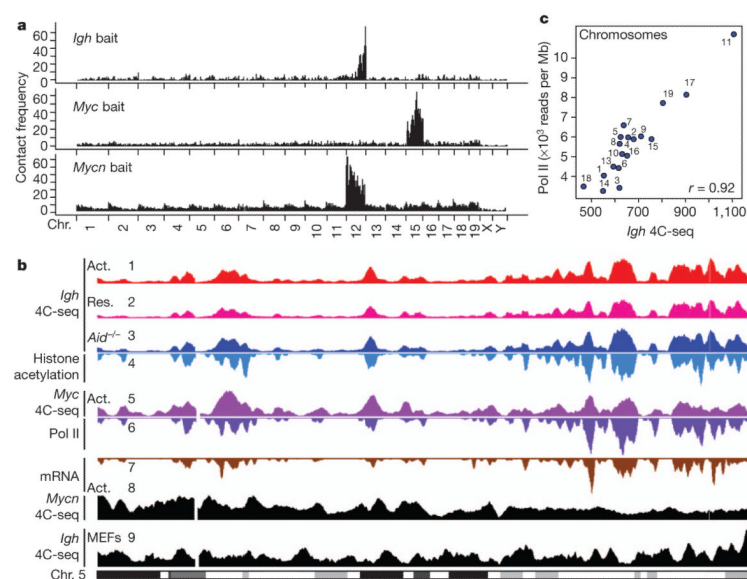 a
Contact frequency
60
40
20
0
Igh bait
60
40
20
0
Myc bait
60
40
20
0
Mycn bait
Chr. 1 2 3 4 5 6 7 8 9 10 11 12 13 14 15 16 17 18 19 X Y
c
Chromosomes
Pol II (×10³ reads per Mb)
10
9
8
7
6
5
4
11
17
19
7
5
2
9
8
4
15
10
16
13
6
1
18
14
3
r = 0.92
500 700 900 1,100
Igh 4C-seq
b
Act. 1
Igh
4C-seq
Res. 2
Aid–/– 3
Histone
acetylation
4
Myc
4C-seq
Act. 5
Pol II
6
mRNA
7
Act. 8
Mycn
4C-seq
Igh
4C-seq
MEFs 9
Chr. 5